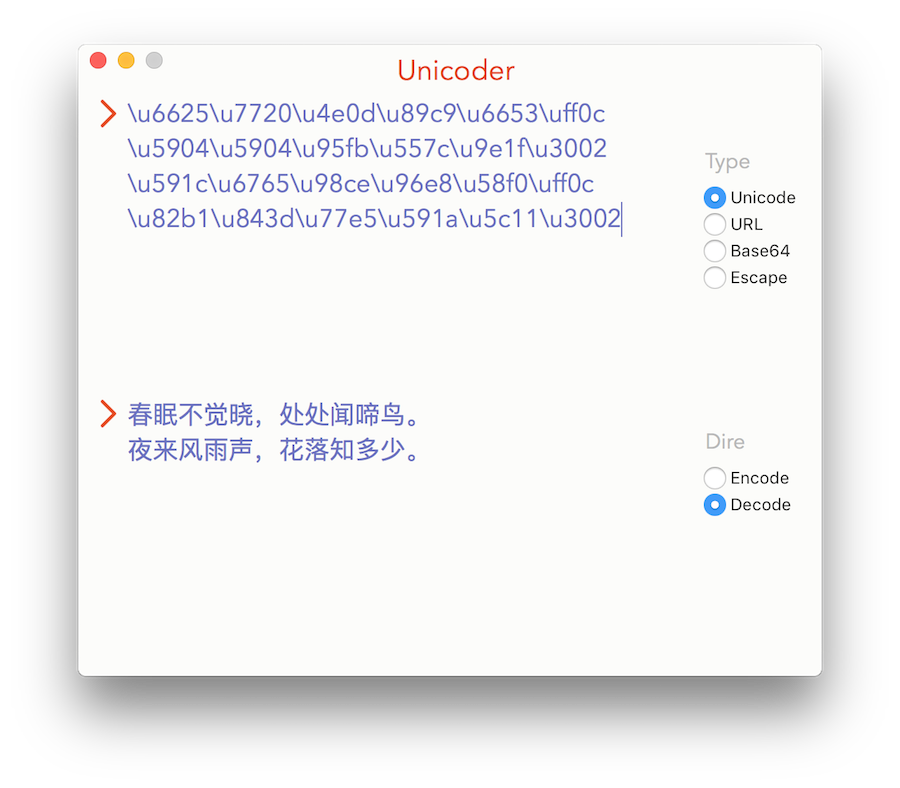 Unicoder
\u6625\u7720\u4e0d\u89c9\u6653\uff0c
\u5904\u5904\u95fb\u557c\u9e1f\u3002
\u591c\u6765\u98ce\u96e8\u58f0\uff0c
\u82b1\u843d\u77e5\u591a\u5c11\u3002
Type
Unicode
URL
Base64
Escape
春眠不觉晓，处处闻啼鸟。
夜来风雨声，花落知多少。
Dire
Encode
Decode